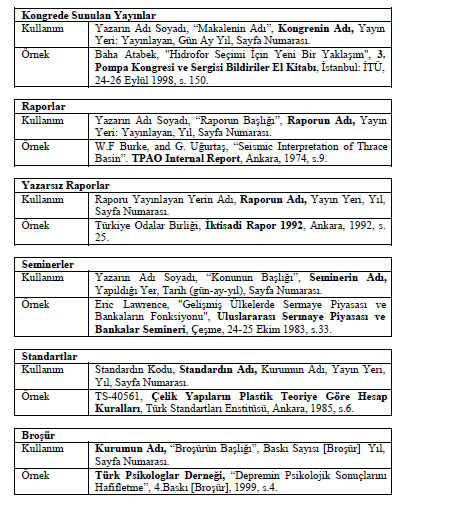 Kongrede Sunulan Yayınlar
Kullanım Yazarın Adı Soyadı, “Makalenin Adı”, Kongrenin Adı, Yayın
Yeri: Yayınlayan, Gün Ay Yıl, Sayfa Numarası.
Örnek Baha Atabek, "Hidrofor Seçimi İçin Yeni Bir Yaklaşım", 3.
Pompa Kongresi ve Sergisi Bildiriler El Kitabı, İstanbul: İTÜ,
24-26 Eylül 1998, s. 150.
Raporlar
Kullanım Yazarın Adı Soyadı, “Raporun Başlığı”, Raporun Adı, Yayın
Yeri: Yayınlayan, Yıl, Sayfa Numarası.
Örnek W.F Burke, and G. Uğurtaş, “Seismic Interpretation of Thrace
Basin”. TPAO Internal Report, Ankara, 1974, s.9.
Yazarsız Raporlar
Kullanım Raporu Yayınlayan Yerin Adı, Raporun Adı, Yayın Yeri, Yıl,
Sayfa Numarası.
Örnek Türkiye Odalar Birliği, İktisadi Rapor 1992, Ankara, 1992, s.
25.
Seminerler
Kullanım Yazarın Adı Soyadı, “Konunun Başlığı”, Seminerin Adı,
Yapıldığı Yer, Tarih (gün-ay-yıl), Sayfa Numarası.
Örnek Eric Lawrence, "Gelişmiş Ülkelerde Sermaye Piyasası ve
Bankaların Fonksiyonu", Uluslararası Sermaye Piyasası ve
Bankalar Semineri, Çeşme, 24-25 Ekim 1983, s.33.
Standartlar
Kullanım Standardın Kodu, Standardın Adı, Kurumun Adı, Yayın Yeri,
Yıl, Sayfa Numarası.
Örnek TS-40561, Çelik Yapıların Plastik Teoriye Göre Hesap
Kuralları, Türk Standartları Enstitüsü, Ankara, 1985, s.6.
Broşür
Kullanım Kurumun Adı, “Broşürün Başlığı”, Baskı Sayısı [Broşür] Yıl,
Sayfa Numarası.
Örnek Türk Psikologlar Derneği, “Depremin Psikolojik Sonuçlarını
Hafifletme”, 4.Baskı [Broşür], 1999, s.4.